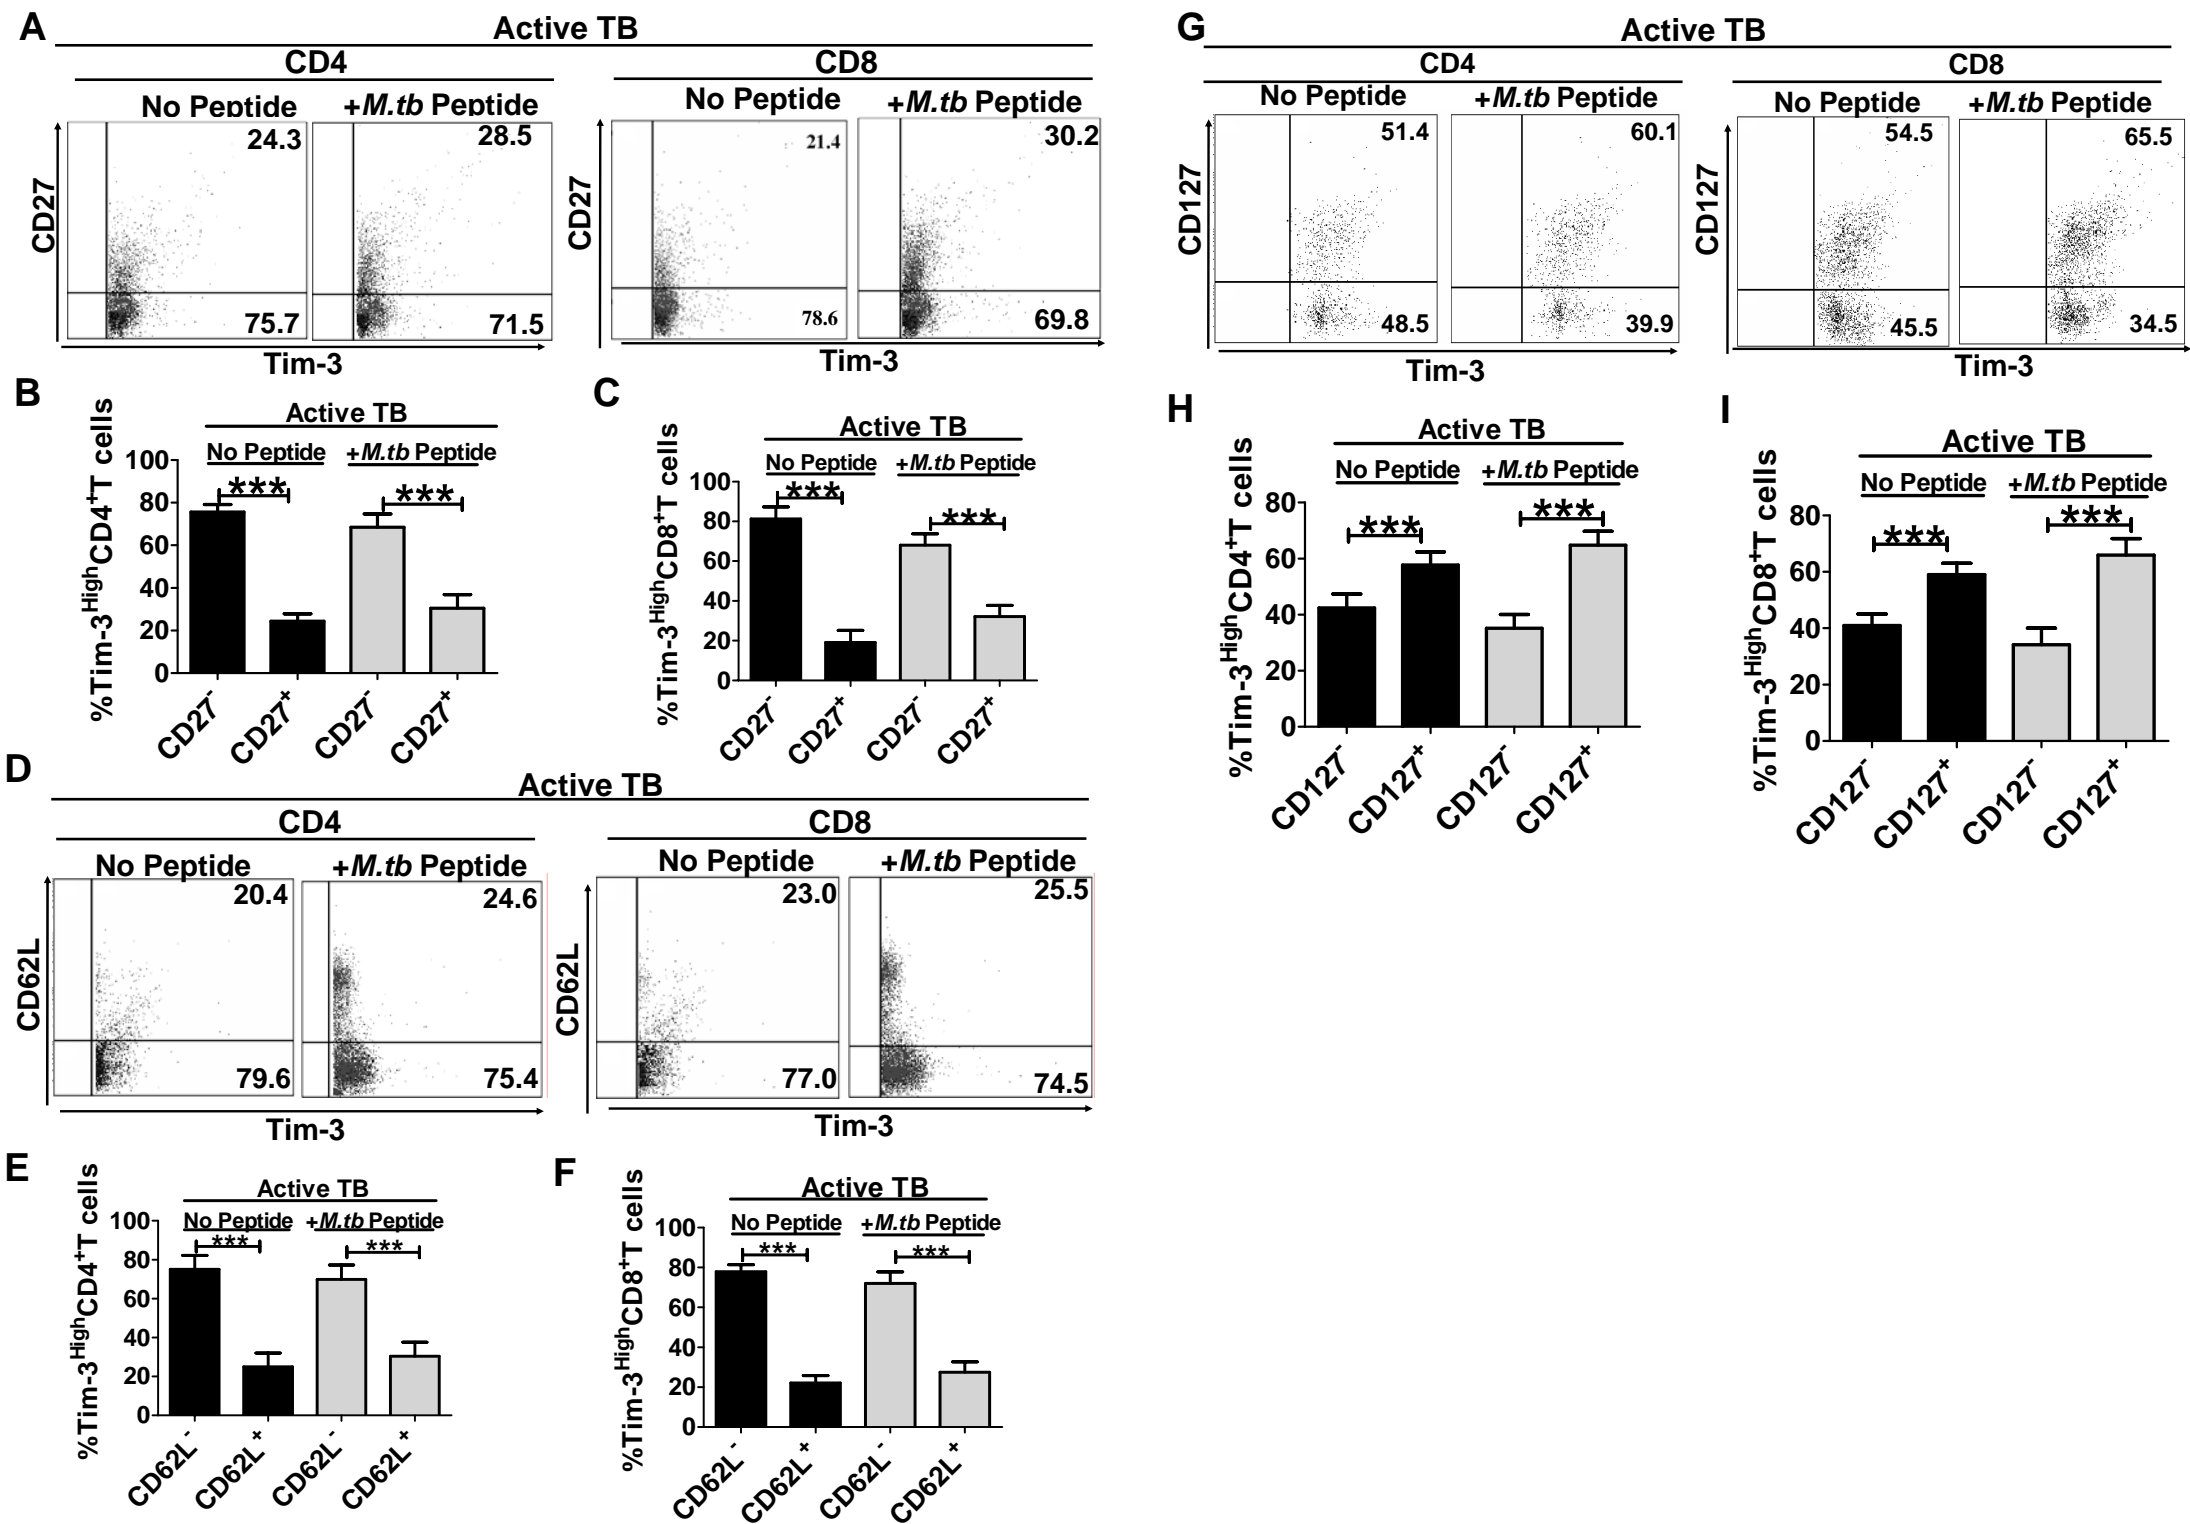 A
Active TB
CD4
CD8
No Peptide
+M.tb Peptide
No Peptide
+M.tb Peptide
CD27
24.3
75.7
28.5
71.5
CD27
21.4
78.6
30.2
69.8
Tim-3
Tim-3
B
Active TB
No Peptide
+M.tb Peptide
%Tim-3HighCD4+T cells
100
80
60
40
20
0
***
***
CD27-
CD27+
CD27-
CD27+
C
Active TB
No Peptide
+M.tb Peptide
%Tim-3HighCD8+T cells
100
80
60
40
20
0
***
***
CD27-
CD27+
CD27-
CD27+
D
Active TB
CD4
CD8
No Peptide
+M.tb Peptide
No Peptide
+M.tb Peptide
CD62L
20.4
79.6
24.6
75.4
CD62L
23.0
77.0
25.5
74.5
Tim-3
Tim-3
E
Active TB
No Peptide
+M.tb Peptide
%Tim-3HighCD4+T cells
100
80
60
40
20
0
***
***
CD62L-
CD62L+
CD62L-
CD62L+
F
Active TB
No Peptide
+M.tb Peptide
%Tim-3HighCD8+T cells
100
80
60
40
20
0
***
***
CD62L-
CD62L+
CD62L-
CD62L+
G
Active TB
CD4
CD8
No Peptide
+M.tb Peptide
No Peptide
+M.tb Peptide
CD127
51.4
48.5
60.1
39.9
CD127
54.5
45.5
65.5
34.5
Tim-3
Tim-3
H
Active TB
No Peptide
+M.tb Peptide
%Tim-3HighCD4+T cells
80
60
40
20
0
***
***
CD127-
CD127+
CD127-
CD127+
I
Active TB
No Peptide
+M.tb Peptide
%Tim-3HighCD8+T cells
80
60
40
20
0
***
***
CD127-
CD127+
CD127-
CD127+